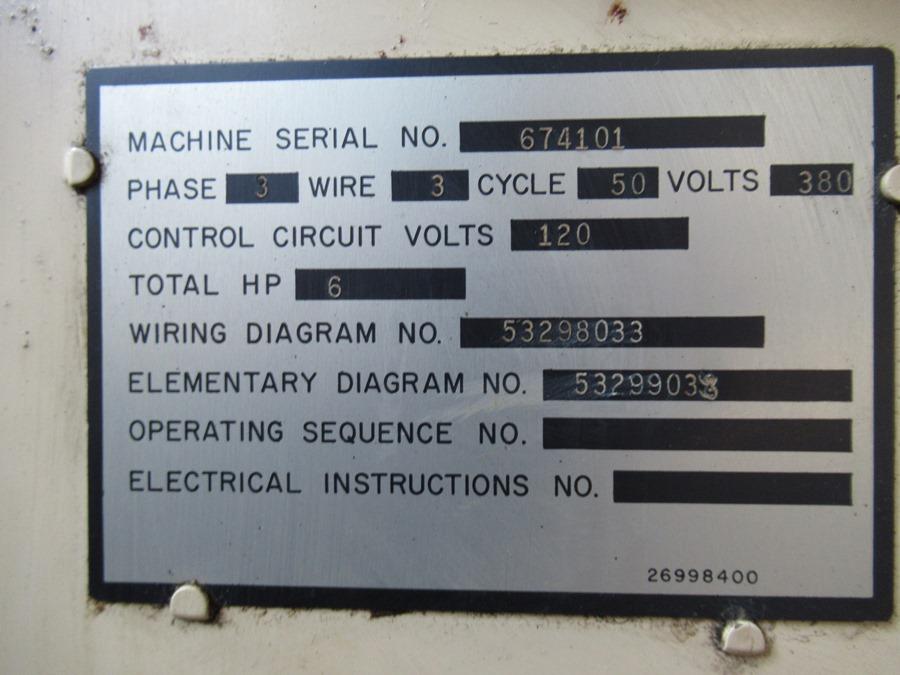 MACHINE SERIAL NO. 674101
PHASE 3 WIRE 3 CYCLE 50 VOLTS 380
CONTROL CIRCUIT VOLTS 120
TOTAL HP 6
WIRING DIAGRAM NO. 53298033
ELEMENTARY DIAGRAM NO.
OPERATING SEQUENCE NO.
ELECTRICAL INSTRUCTIONS NO.
26998400